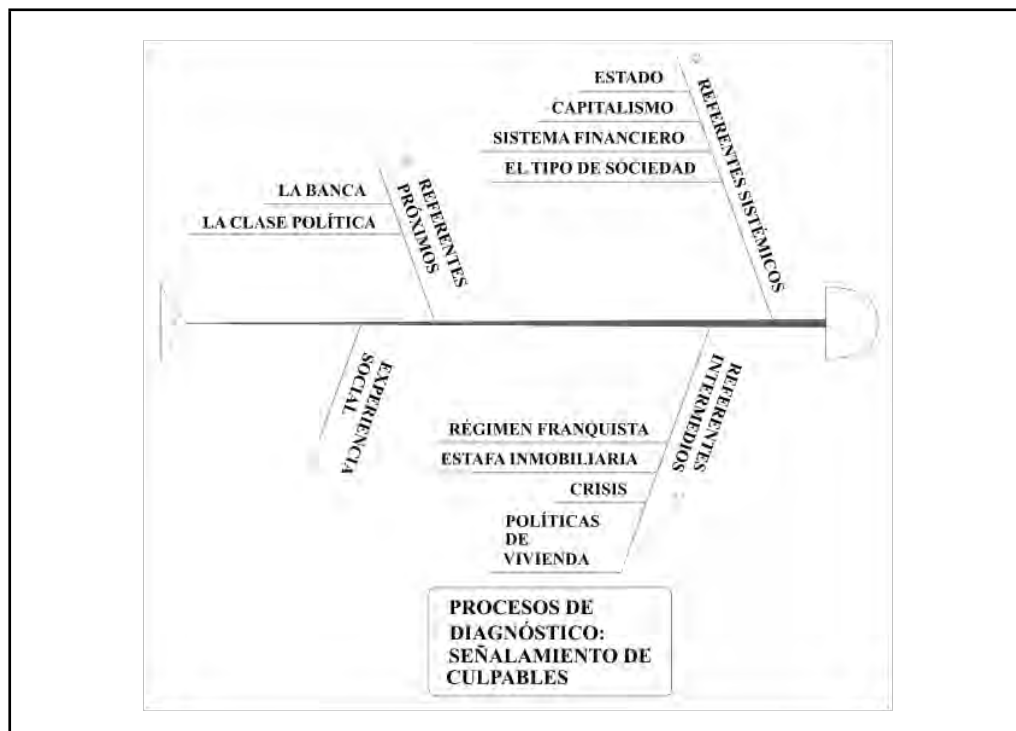 ESTADO
CAPITALISMO
SISTEMA FINANCIERO
EL TIPO DE SOCIEDAD
REFERENTES SISTÉMICOS
LA BANCA
LA CLASE POLÍTICA
REFERENTES
PRÓXIMOS
EXPERIENCIA
SOCIAL
REFERENTES
INTERMEDIOS
RÉGIMEN FRANQUISTA
ESTAFA INMOBILIARIA
CRISIS
POLÍTICAS
DE
VIVIENDA
PROCESOS DE
DIAGNÓSTICO:
SEÑALAMIENTO DE
CULPABLES